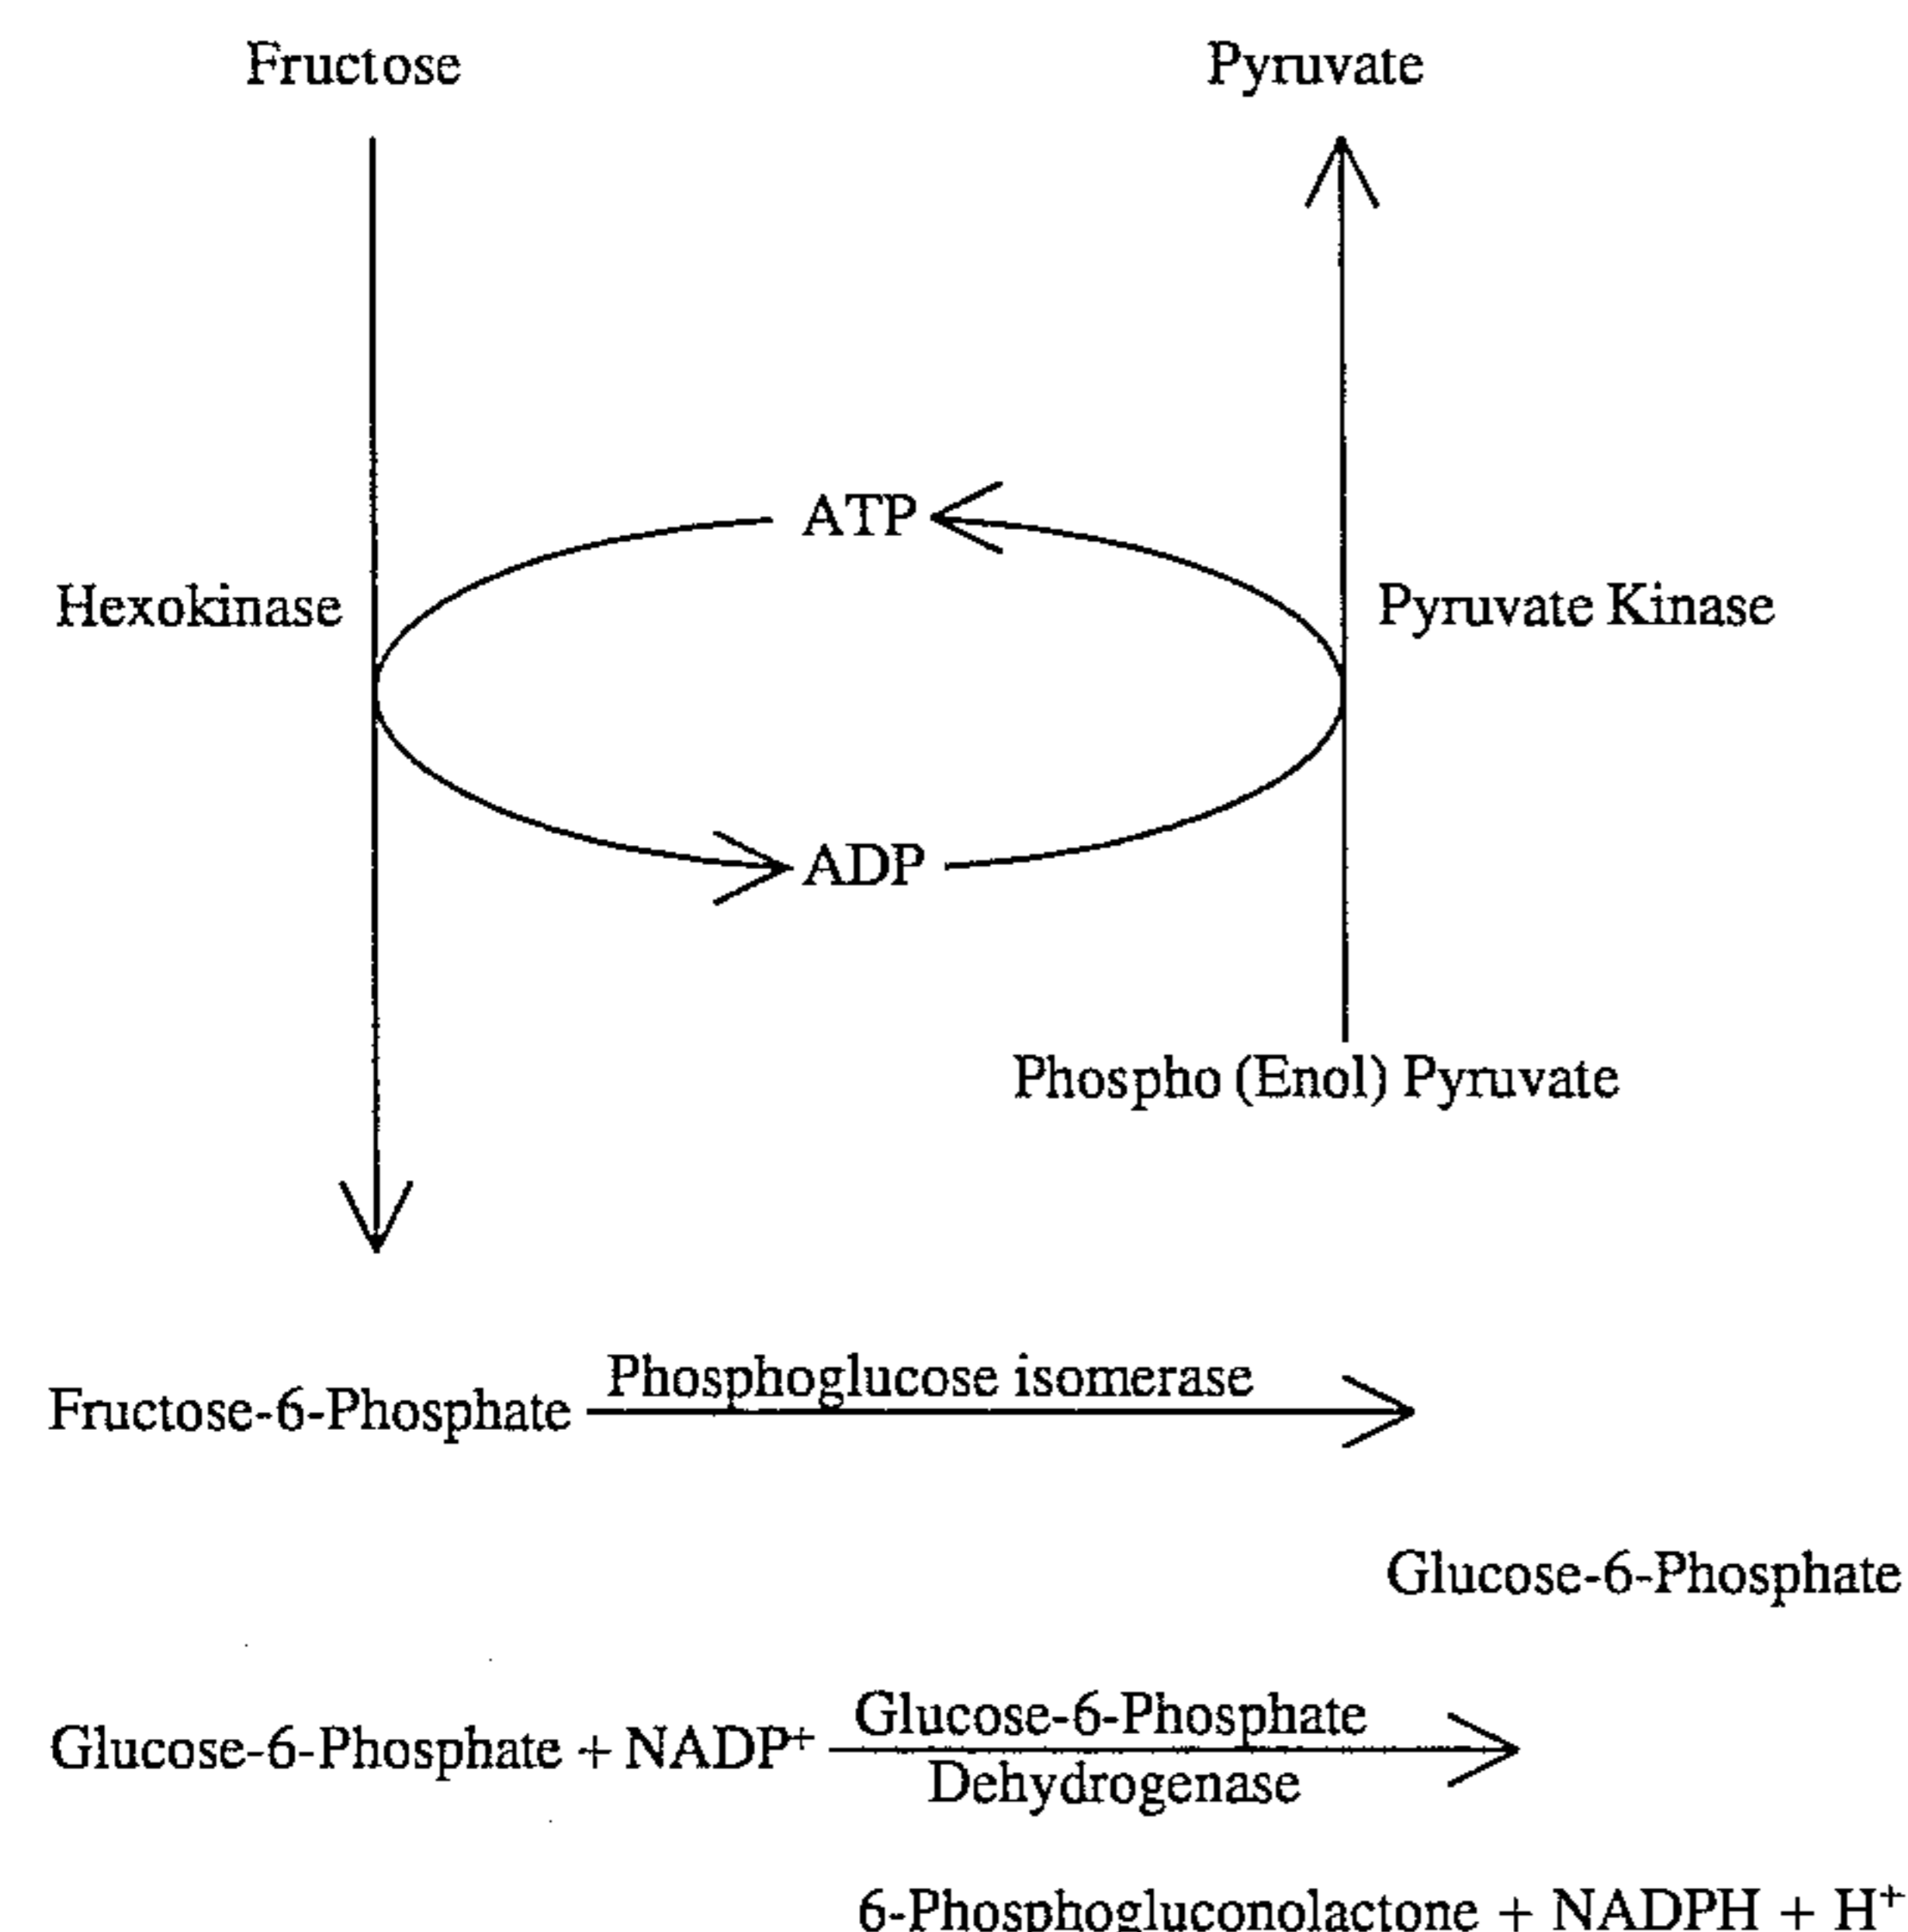 Fructose
Pyruvate
ATP
Hexokinase
Pyruvate Kinase
ADP
Phospho (Enol) Pyruvate
Phosphoglucose isomerase
Fructose-6-Phosphate
Glucose-6-Phosphate
Glucose-6-Phosphate
Glucose-6-Phosphate + NADP+
Dehydrogenase
6-Phosphogluconolactone + NADPH + H+